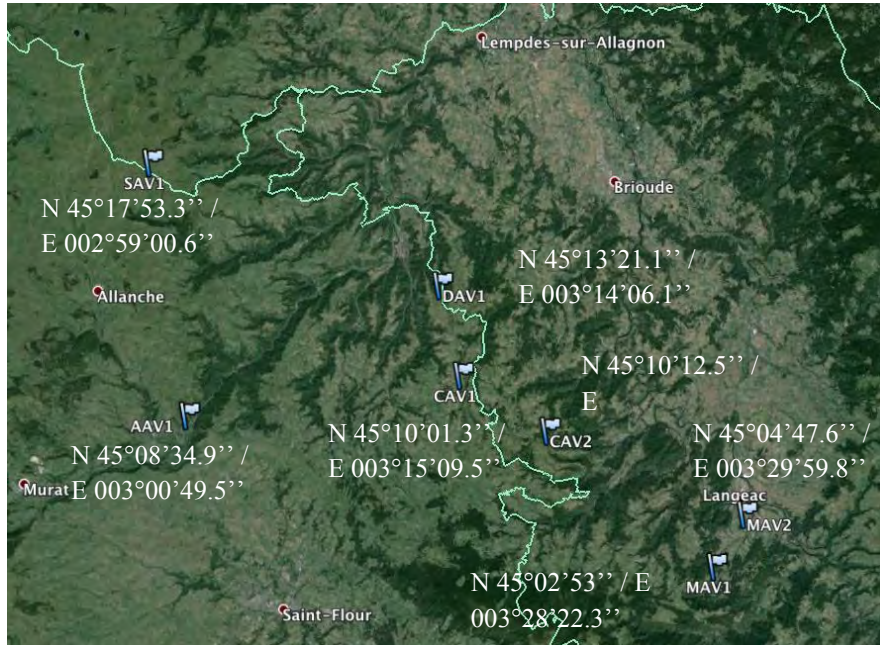 Lempdes-sur-Allagnon
SAV1
Brioude
N 45°17’53.3’’ /
E 002°59’00.6’’
N 45°13’21.1’’ /
E 003°14’06.1’’
Allanche
DAV1
N 45°10’12.5’’ /
E
CAV1
AAV1
N 45°10’01.3’’ /
E 003°15’09.5’’
CAV2
N 45°04’47.6’’ /
E 003°29’59.8’’
N 45°08’34.9’’ /
E 003°00’49.5’’
Murat
Langeac
MAV2
N 45°02’53’’ / E
003°28’22.3’’
MAV1
Saint-Flour